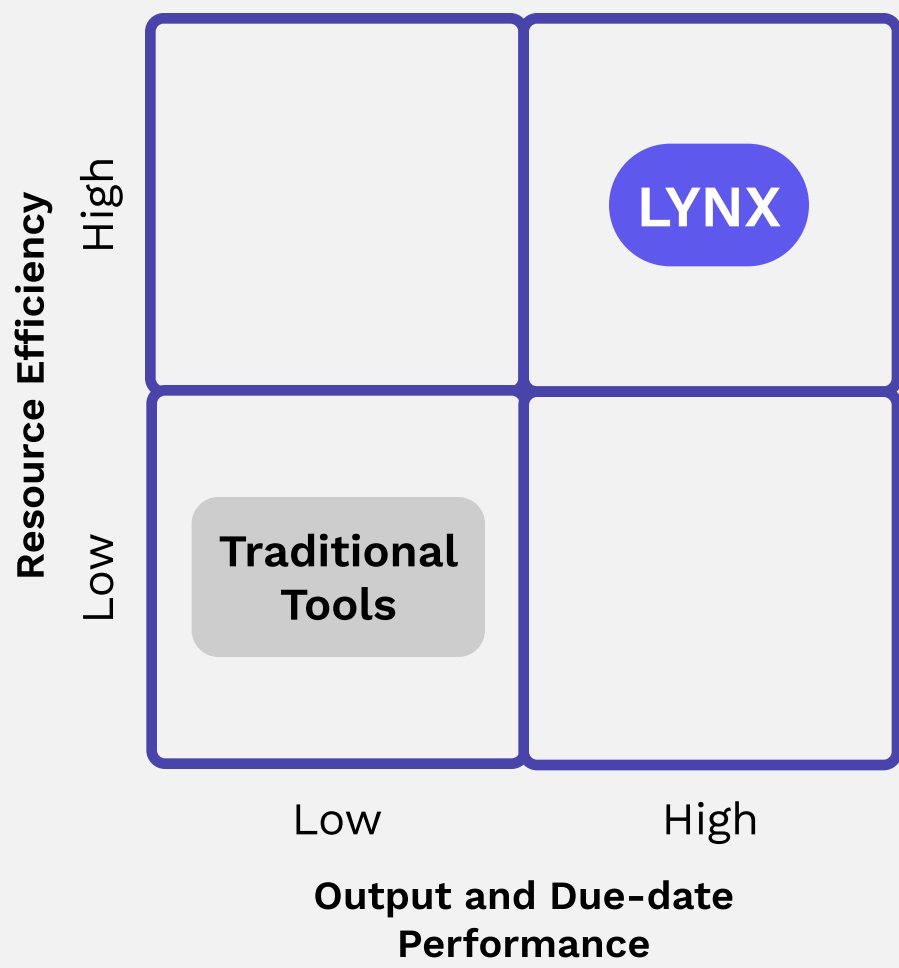 Resource Efficiency
High
LYNX
Low
Traditional
Tools
Low
High
Output and Due-date
Performance